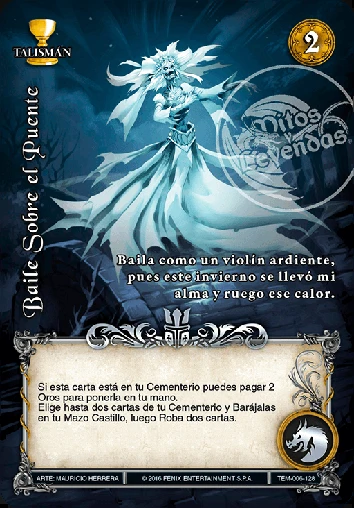 TALISMÁN
2
Mitos y
Leyendas
Baile Sobre el Puente
Baila como un violín ardiente,
pues este invierno se llevó mi
alma y ruego ese calor.
Si esta carta está en tu Cementerio puedes pagar 2
Oros para ponerla en tu mano.
Elige hasta dos cartas de tu Cementerio y Barájalas
en tu Mazo Castillo, luego Roba dos cartas.
ARTE: MAURICIO HERRERA
© 2016 FENIX ENTERTAINMENT S.P.A.
TEM-006-128